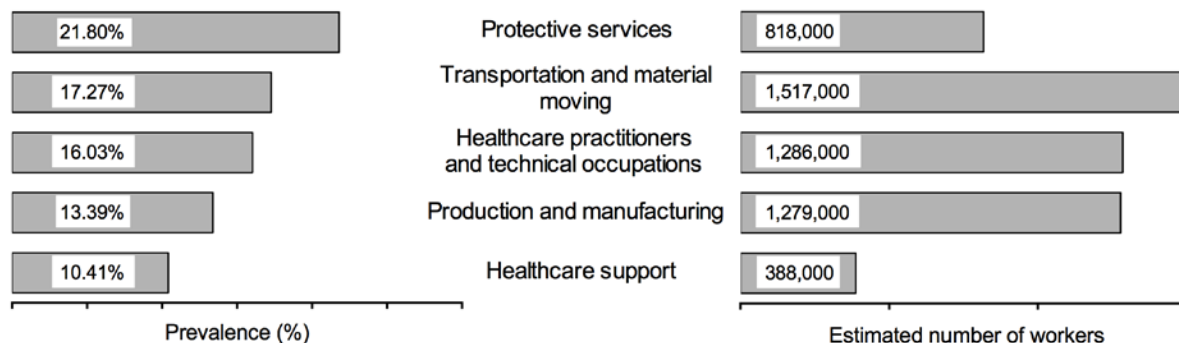 21.80%
Protective services
818,000
17.27%
Transportation and material
moving
1,517,000
16.03%
Healthcare practitioners
and technical occupations
1,286,000
13.39%
Production and manufacturing
1,279,000
10.41%
Healthcare support
388,000
Prevalence (%)
Estimated number of workers